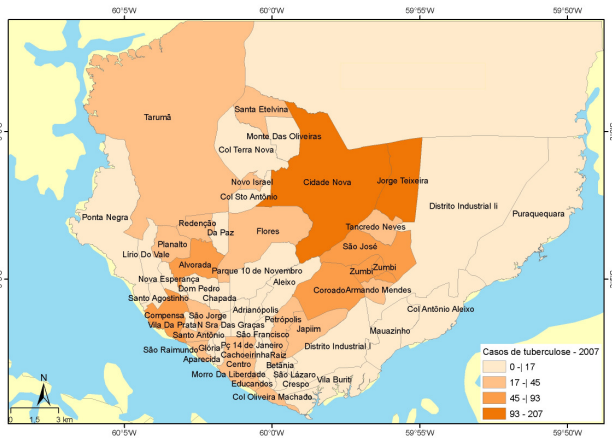 60°5'W 60°0'W 59°55'W 59°50'W
Santa Etelvina
Tarumã
Monte Das Oliveiras
Col Terra Nova
Novo Israel
Cidade Nova
Jorge Teixeira
Col Sto Antônio
Distrito Industrial Ii
Puraquequara
Ponta Negra
Redenção
Da Paz
Flores
Tancredo Neves
Planalto
São José
Lírio Do Vale
Alvorada
Parque 10 de Novembro
Zumbi
Zumbi
Nova Esperança
Aleixo
Dom Pedro
Coroado
Armando Mendes
Santo Agostinho
Chapada
Adrianópolis
Col Antônio Aleixo
Compensa
São Jorge
Petrópolis
Vila Da Prata
N Sra Das Graças
Japiim
Mauazinho
Santo Antônio
São Francisco
São Raimundo
Glória
Pç 14 de Janeiro
Distrito Industrial I
Aparecida
Cachoeirinha
Raiz
Centro
Betânia
Morro Da Liberdade
São Lázaro
Vila Buriti
Educandos
Crespo
Col Oliveira Machado
Casos de tuberculose - 2007
0 -| 17
17 -| 45
45 -| 93
93 - 207
N
0 1,5 3 km
60°5'W 60°0'W 59°55'W 59°50'W